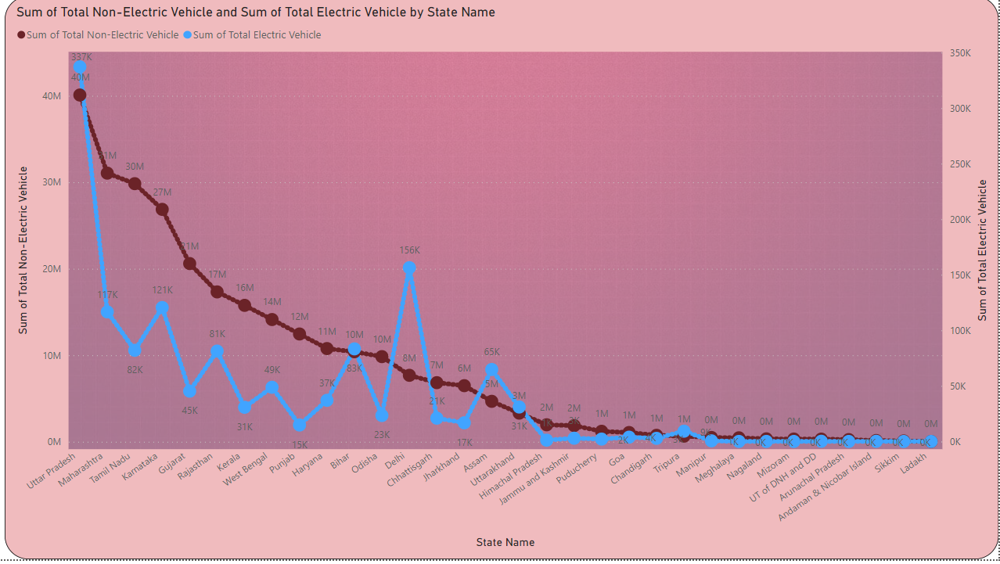 Sum of Total Non-Electric Vehicle and Sum of Total Electric Vehicle by State Name
Sum of Total Non-Electric Vehicle Sum of Total Electric Vehicle
Sum of Total Non-Electric Vehicle
40M
30M
20M
10M
0M
337K
40M
31M
30M
27M
21M
17M
16M
14M
12M
11M
10M
10M
8M
7M
6M
5M
3M
2M
2M
1M
1M
1M
1M
0M
0M
0M
0M
0M
0M
0M
0M
0M
117K
82K
121K
45K
81K
31K
49K
15K
37K
83K
23K
156K
21K
17K
65K
31K
1K
2K
4K
9K
1K
0K
0K
0K
0K
0K
0K
0K
350K
300K
250K
200K
150K
100K
50K
0K
Sum of Total Electric Vehicle
Uttar Pradesh
Maharashtra
Tamil Nadu
Karnataka
Gujarat
Rajasthan
Kerala
West Bengal
Punjab
Haryana
Bihar
Odisha
Delhi
Chhattisgarh
Jharkhand
Assam
Uttarakhand
Himachal Pradesh
Jammu and Kashmir
Puducherry
Goa
Chandigarh
Tripura
Manipur
Meghalaya
Nagaland
Mizoram
UT of DNH and DD
Arunachal Pradesh
Andaman & Nicobar Island
Sikkim
Ladakh
State Name